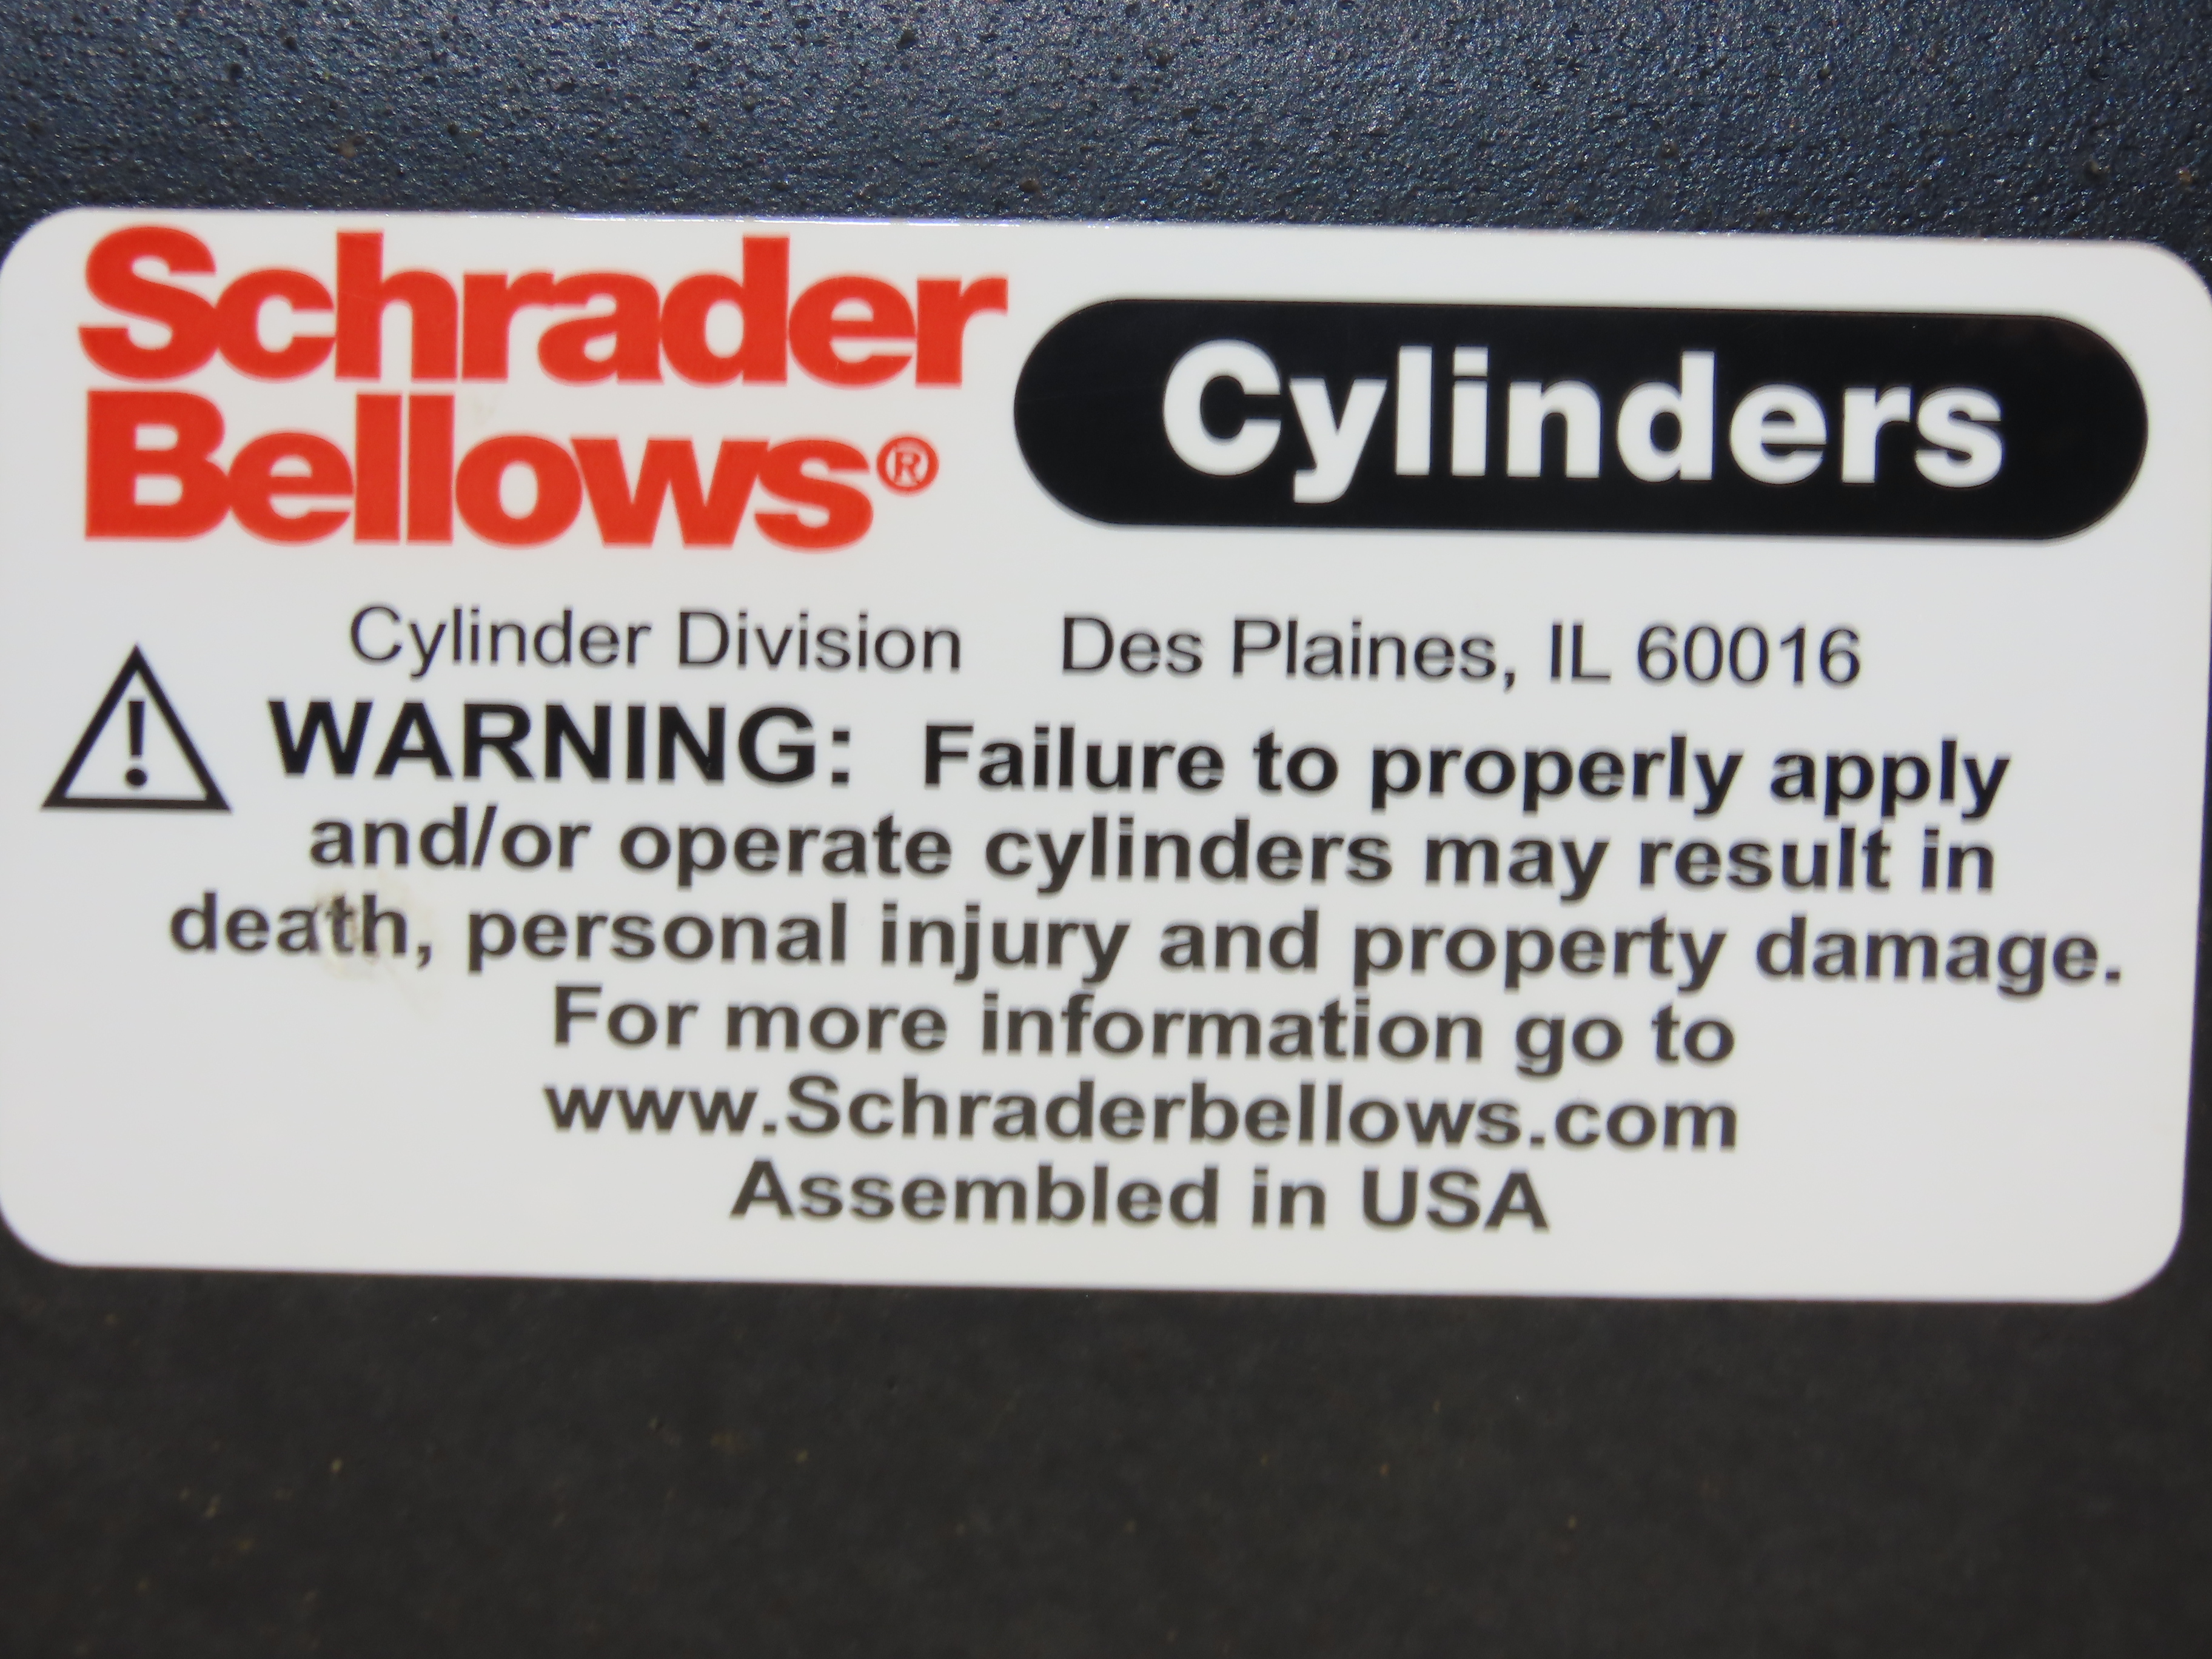 Schrader
Bellows®
Cylinders
Cylinder Division Des Plaines, IL 60016
WARNING: Failure to properly apply
and/or operate cylinders may result in
death, personal injury and property damage.
For more information go to
www.Schraderbellows.com
Assembled in USA